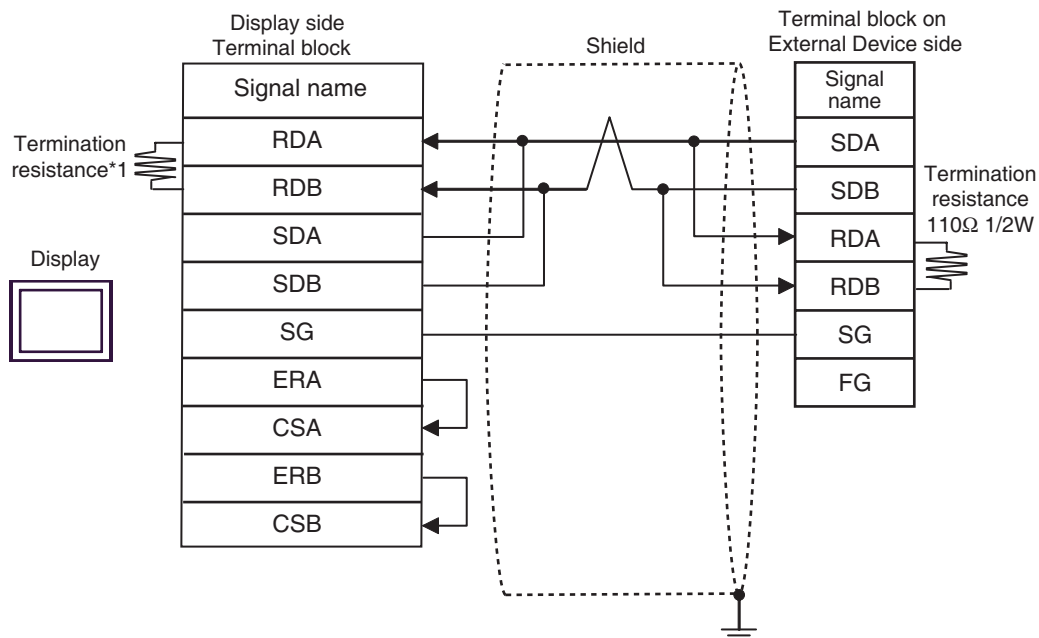 Display side
Terminal block
Shield
Terminal block on
External Device side
Signal name
Signal
name
Termination
resistance*1
RDA
RDB
SDA
SDB
SG
ERA
CSA
ERB
CSB
Display
SDA
SDB
RDA
RDB
SG
FG
Termination
resistance
110Ω 1/2W